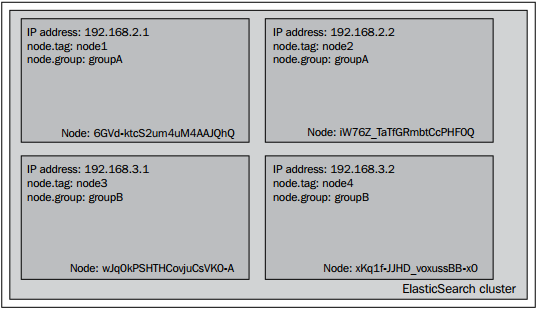 IP address: 192.168.2.1
node.tag: node1
node.group: groupA
Node: 6GVd-ktcS2um4uM4AAJQhQ
IP address: 192.168.2.2
node.tag: node2
node.group: groupA
Node: iW76Z_TaTfGRmbtCcPHF0Q
IP address: 192.168.3.1
node.tag: node3
node.group: groupB
Node: wJq0kPSHTHCovjuCsVK0-A
IP address: 192.168.3.2
node.tag: node4
node.group: groupB
Node: xKq1f-JJHD_voxussBB-x0
ElasticSearch cluster